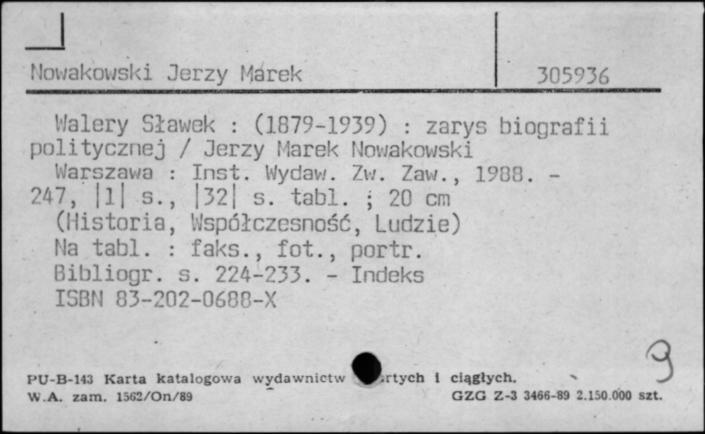 Nowakowski Jerzy Marek 305936
Walery Sławek : (1879-1939) : zarys biografii
politycznej / Jerzy Marek Nowakowski
Warszawa : Inst. Wydaw. Zw. Zaw., 1988. -
247, |1| s., |32| s. tabl. ; 20 cm
(Historia, Współczesność, Ludzie)
Na tabl. : faks., fot., portr.
Bibliogr. s. 224-233. - Indeks
ISBN 83-202-0688-X
PU-B-143 Karta katalogowa wydawnictw i ciągłych.
W.A. zam. 1562/On/89 GZG Z-3 3466-89 2.150.000 szt.